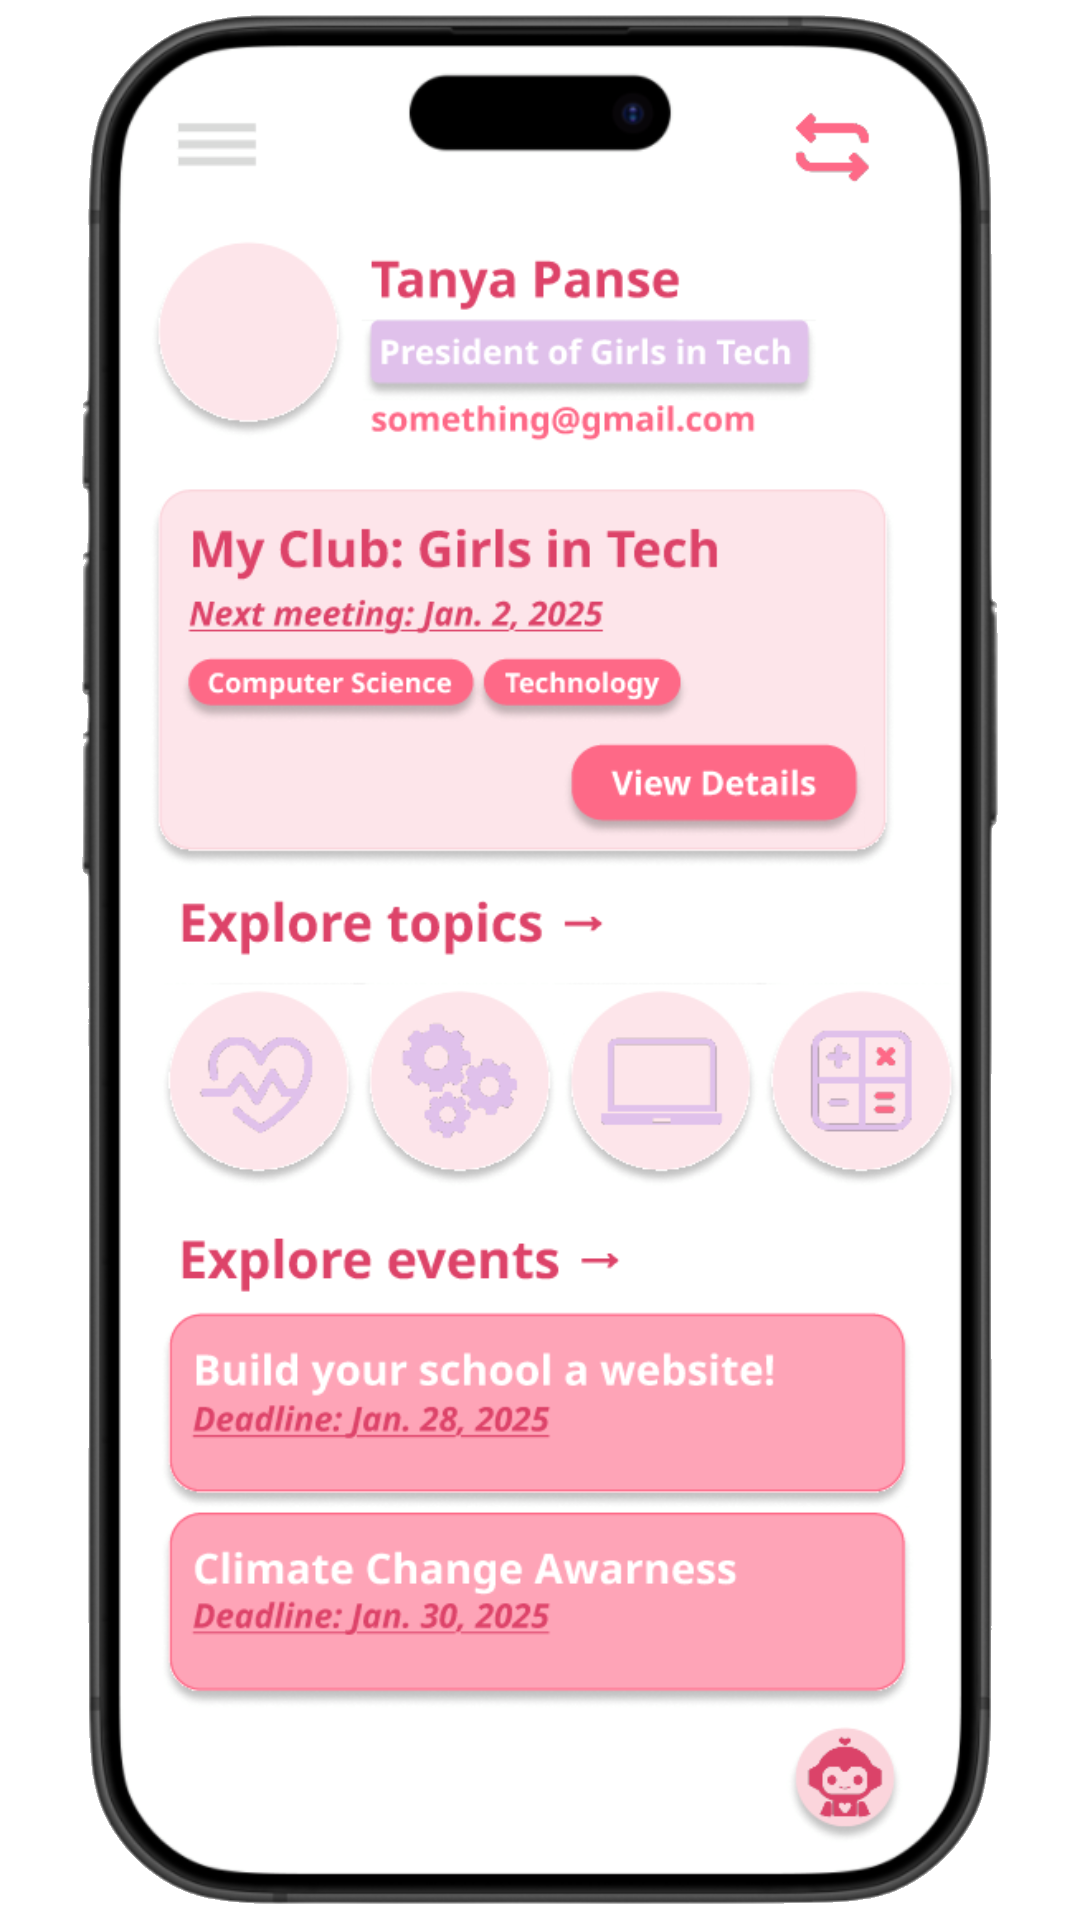 Tanya Panse
President of Girls in Tech
something@gmail.com
My Club: Girls in Tech
Next meeting: Jan. 2, 2025
Computer Science Technology
View Details
Explore topics →
Explore events →
Build your school a website!
Deadline: Jan. 28, 2025
Climate Change Awarness
Deadline: Jan. 30, 2025